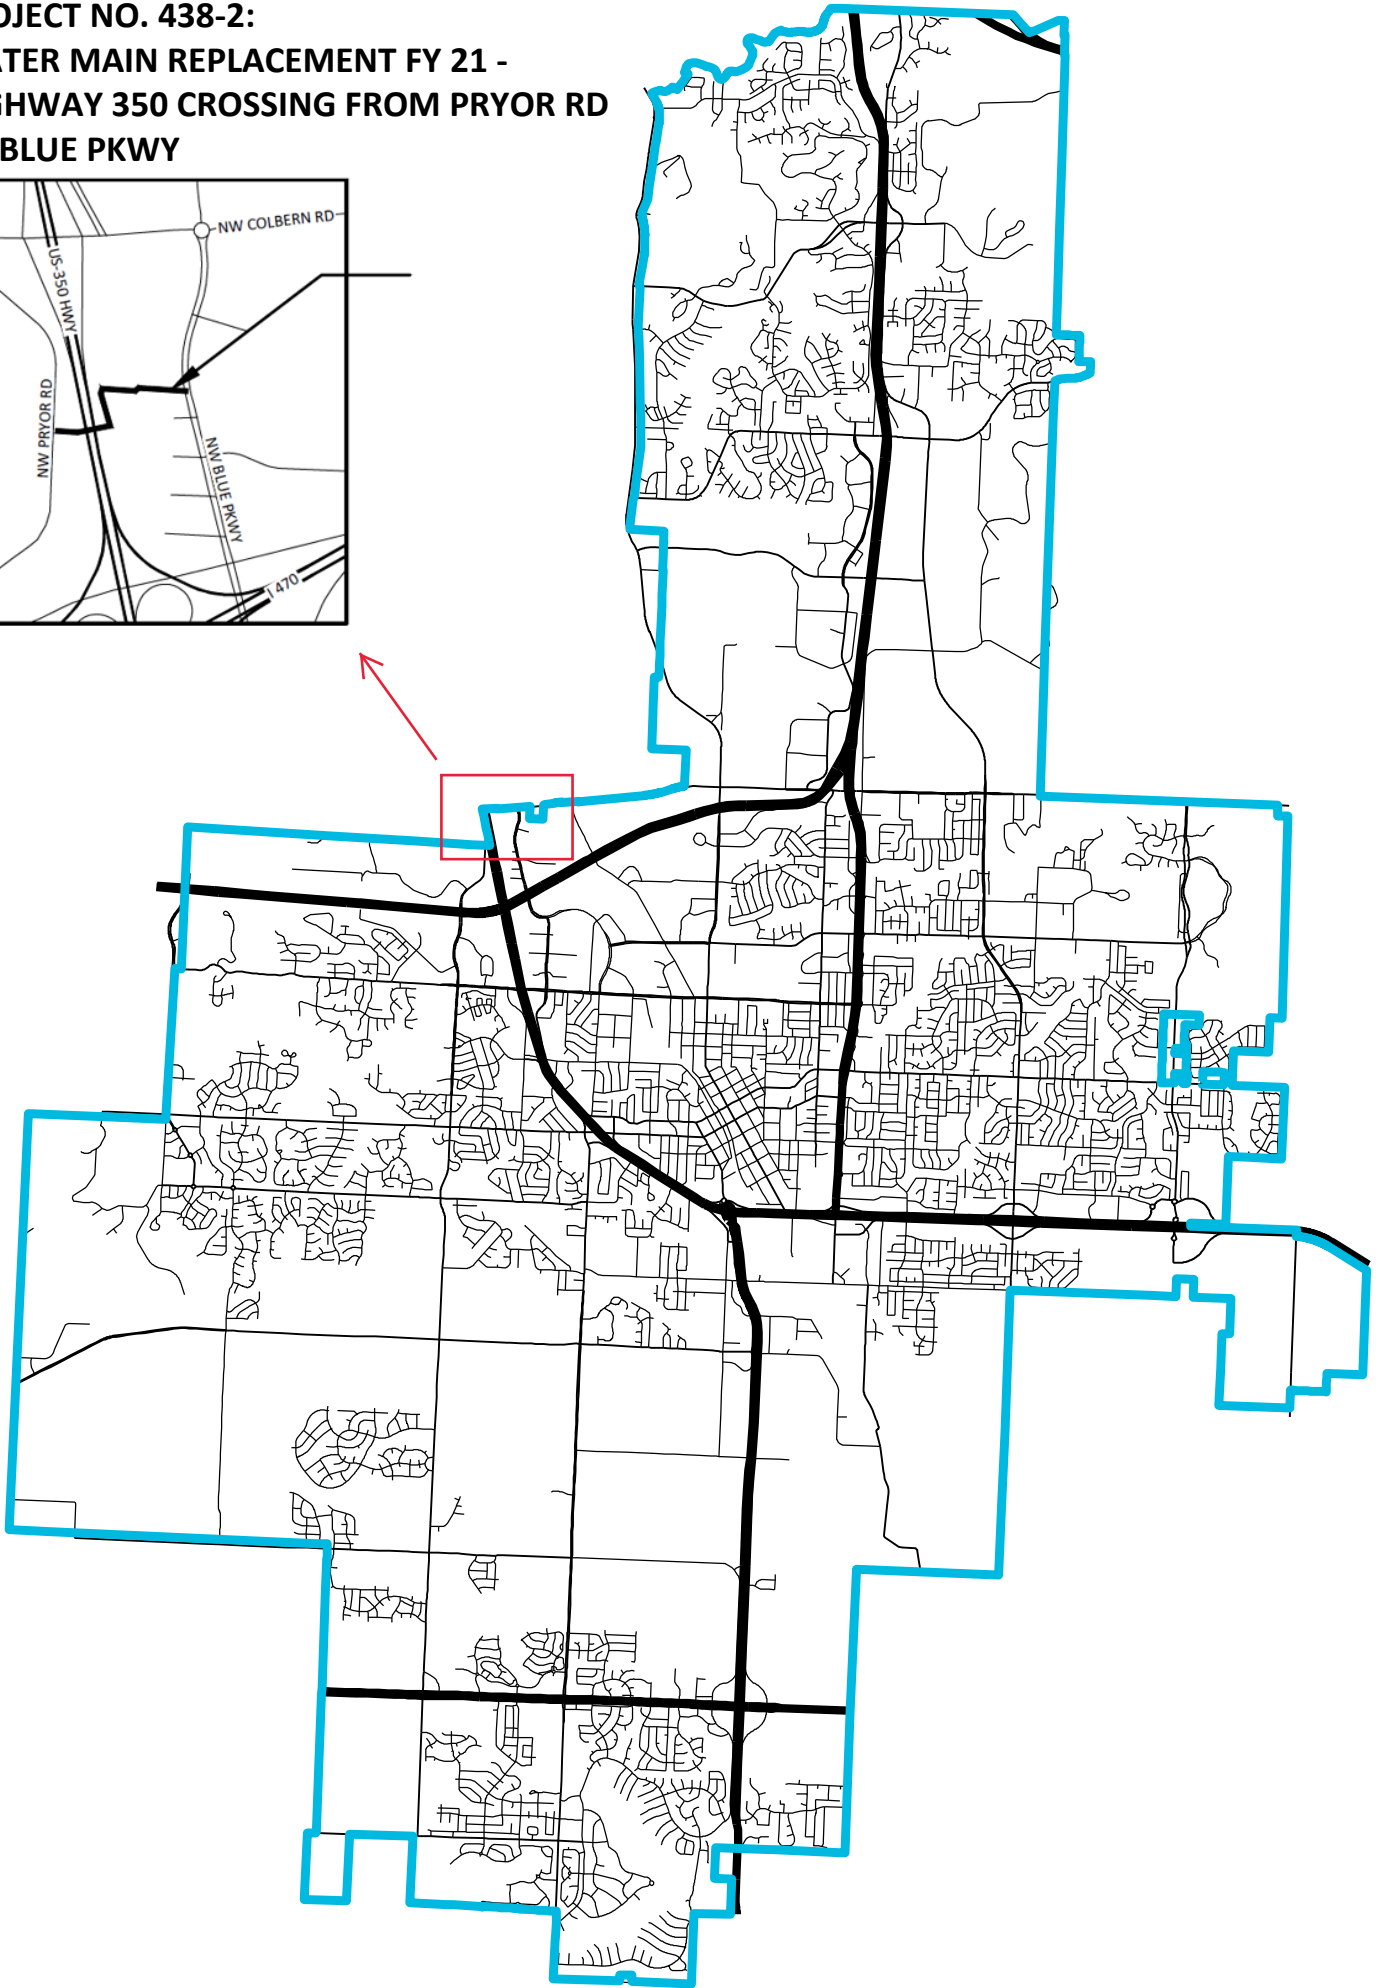 OJECT NO. 438-2:
ATER MAIN REPLACEMENT FY 21 -
GHWAY 350 CROSSING FROM PRYOR RD
BLUE PKWY
NW COLBERN RD
US-350 HWY
NW PRYOR RD
NW BLUE PKWY
I 470